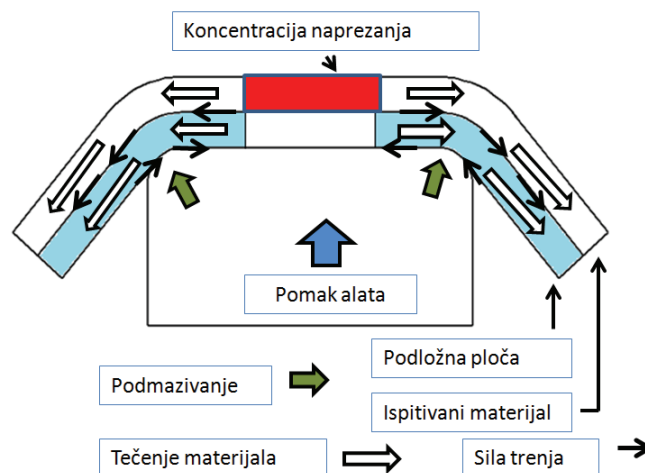 Koncentracija naprezanja
Pomak alata
Podložna ploča
Podmazivanje
Ispitivani materijal
Tečenje materijala
Sila trenja